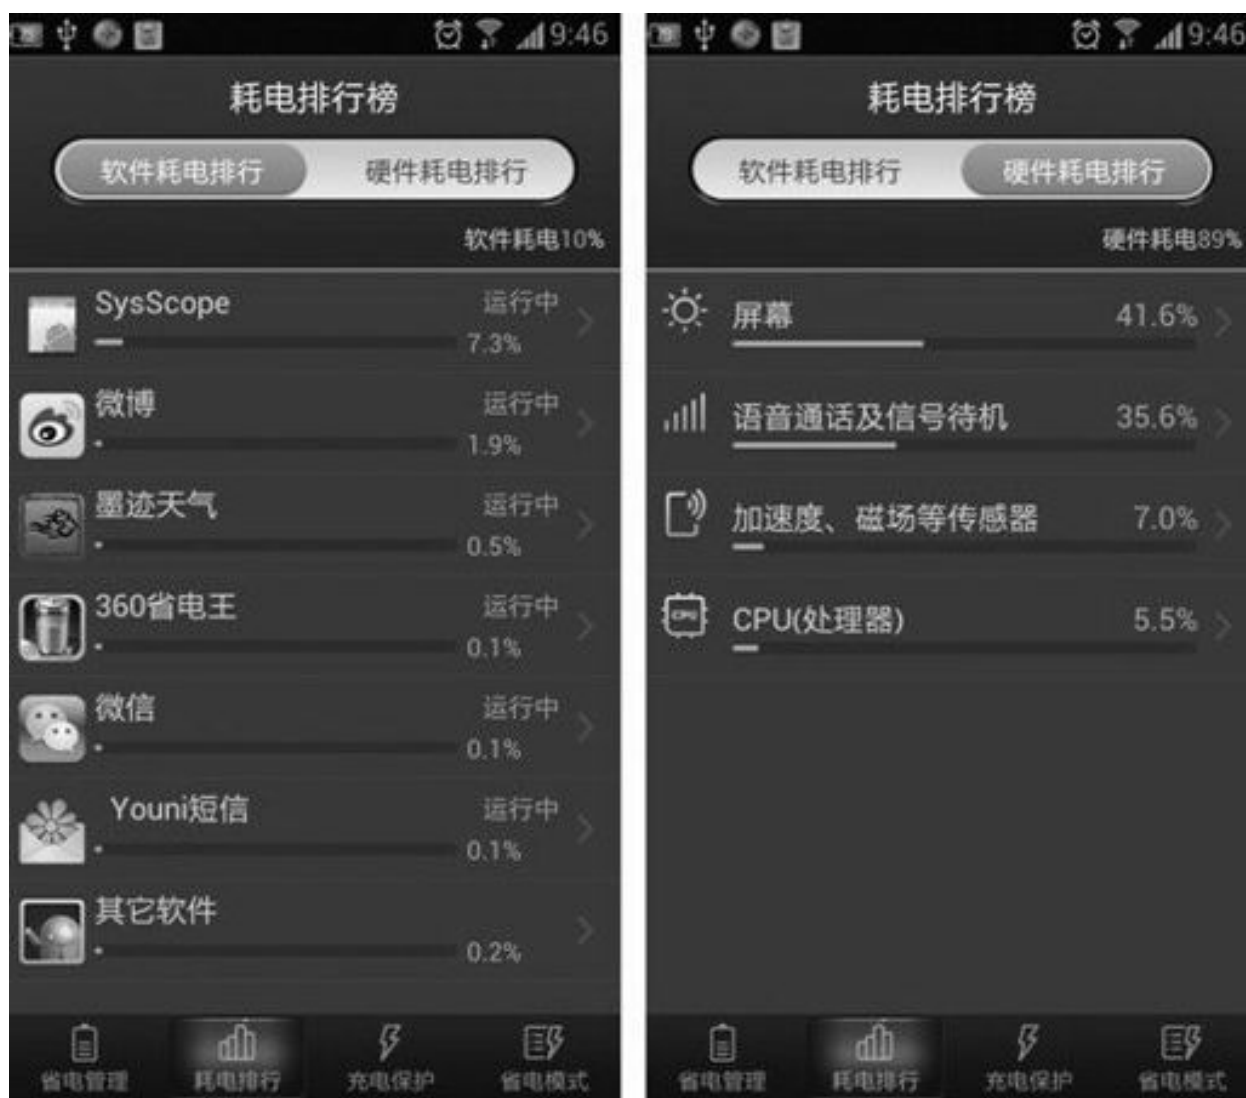 9:46
耗电排行榜
软件耗电排行 硬件耗电排行
软件耗电10%
SysScope 运行中
7.3%
微博 运行中
1.9%
墨迹天气 运行中
0.5%
360省电王 运行中
0.1%
微信 运行中
0.1%
Youni短信 运行中
0.1%
其它软件
0.2%
省电管理 耗电排行 充电保护 省电模式
9:46
耗电排行榜
软件耗电排行 硬件耗电排行
硬件耗电89%
屏幕 41.6%
语音通话及信号待机 35.6%
加速度、磁场等传感器 7.0%
CPU CPU(处理器) 5.5%
省电管理 耗电排行 充电保护 省电模式